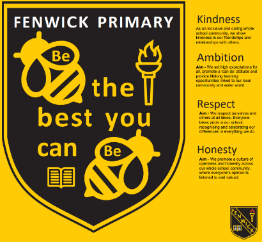 FENWICK PRIMARY
Be
the
best you
can Be
Kindness
As an inclusive and caring whole
school community, we show
kindness in our friendships and
relationships with others.
Ambition
Aim - We set high expectations for
all, promote a 'can do' attitude and
provide lifelong learning
opportunities linked to our local
community and wider world.
Respect
Aim - We respect ourselves and
others at all times. Everyone
takes pride in our school,
recognising and celebrating our
differences in everything we do.
Honesty
Aim - We promote a culture of
openness and honesty across
our whole school community,
where everyone's opinion is
listened to and valued.